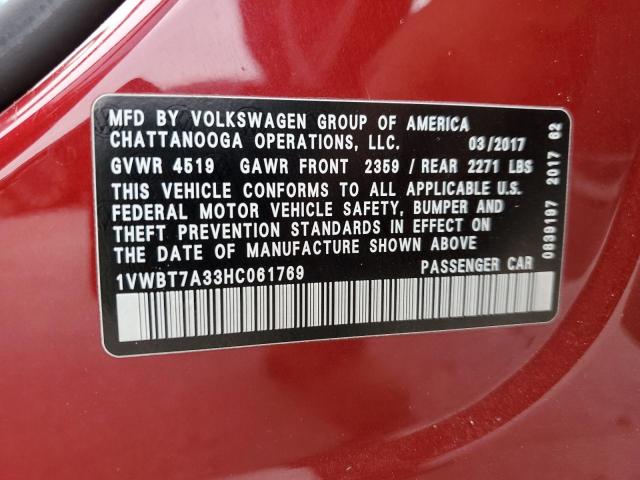 MFD BY VOLKSWAGEN GROUP OF AMERICA
CHATTANOOGA OPERATIONS, LLC. 03/2017
GVWR 4519 GAWR FRONT 2359 / REAR 2271 LBS
THIS VEHICLE CONFORMS TO ALL APPLICABLE U.S.
FEDERAL MOTOR VEHICLE SAFETY, BUMPER AND
THEFT PREVENTION STANDARDS IN EFFECT ON
THE DATE OF MANUFACTURE SHOWN ABOVE
1VWBT7A33HC061769 PASSENGER CAR
0839197 2017 62